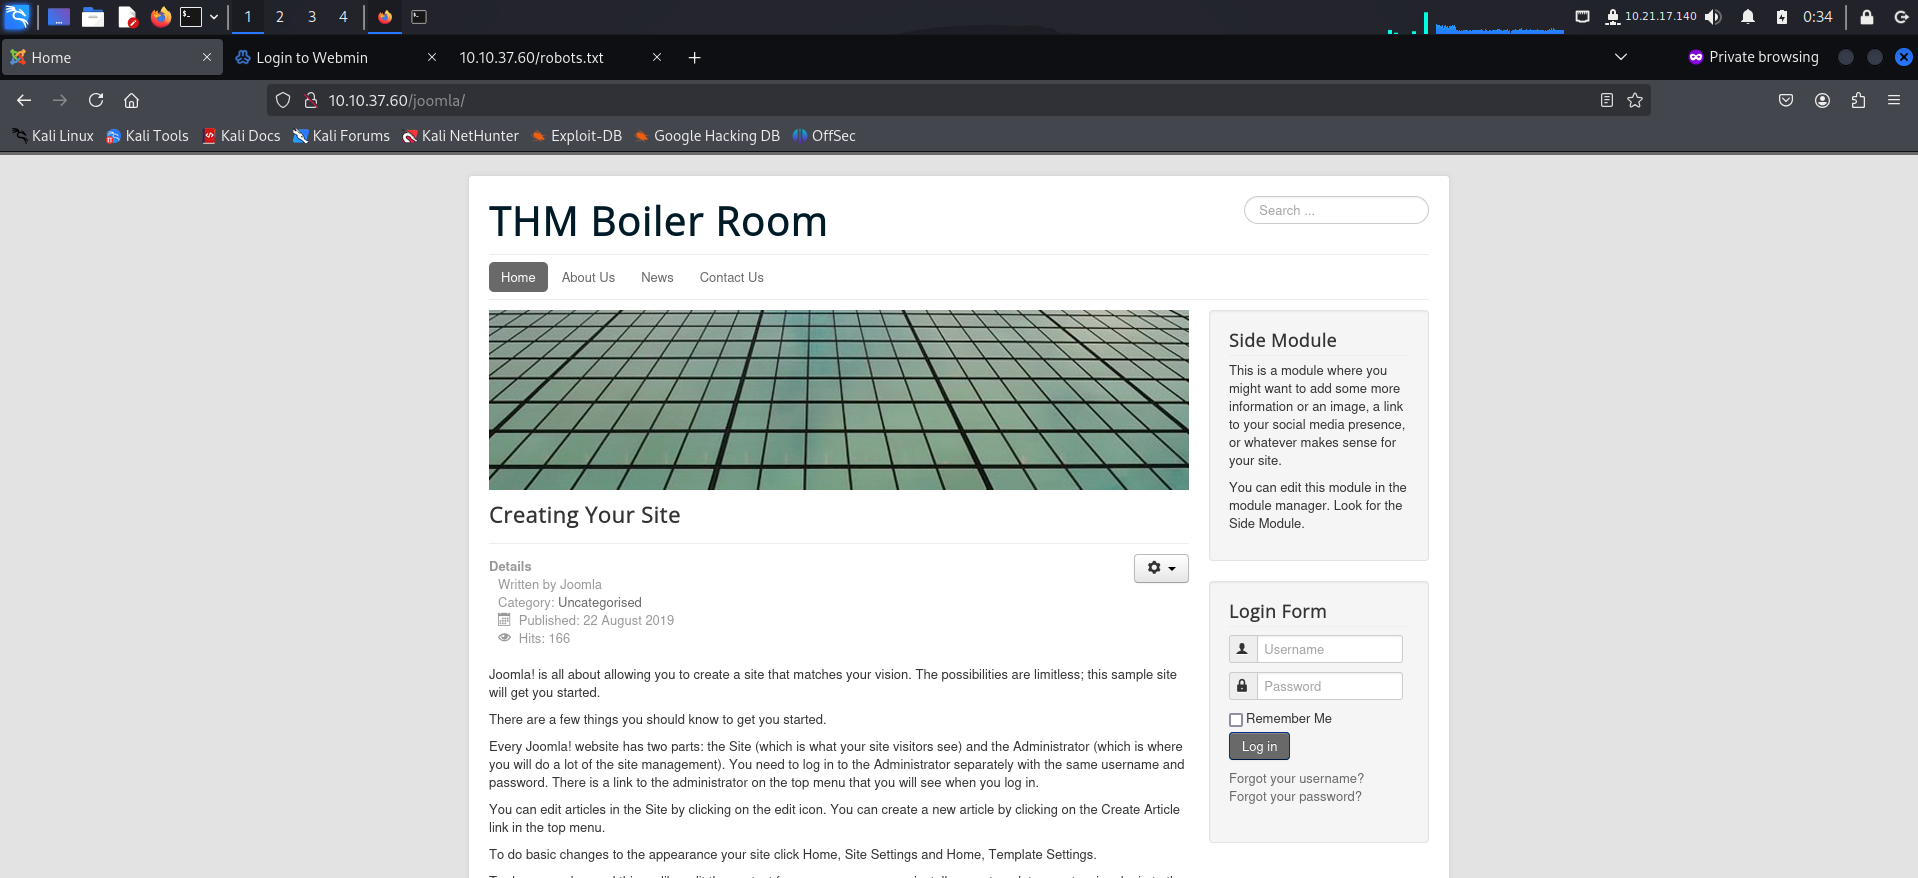 1 2 3 4 10.21.17.140 0:34
Home Login to Webmin 10.10.37.60/robots.txt Private browsing
10.10.37.60/joomla/
Kali Linux Kali Tools Kali Docs Kali Forums Kali NetHunter Exploit-DB Google Hacking DB OffSec
THM Boiler Room
Search ...
Home About Us News Contact Us
Creating Your Site
Details
Written by Joomla
Category: Uncategorised
Published: 22 August 2019
Hits: 166
Joomla! is all about allowing you to create a site that matches your vision. The possibilities are limitless; this sample site
will get you started.
There are a few things you should know to get you started.
Every Joomla! website has two parts: the Site (which is what your site visitors see) and the Administrator (which is where
you will do a lot of the site management). You need to log in to the Administrator separately with the same username and
password. There is a link to the administrator on the top menu that you will see when you log in.
You can edit articles in the Site by clicking on the edit icon. You can create a new article by clicking on the Create Article
link in the top menu.
To do basic changes to the appearance your site click Home, Site Settings and Home, Template Settings.
Side Module
This is a module where you
might want to add some more
information or an image, a link
to your social media presence,
or whatever makes sense for
your site.
You can edit this module in the
module manager. Look for the
Side Module.
Login Form
Username
Password
Remember Me
Log in
Forgot your username?
Forgot your password?